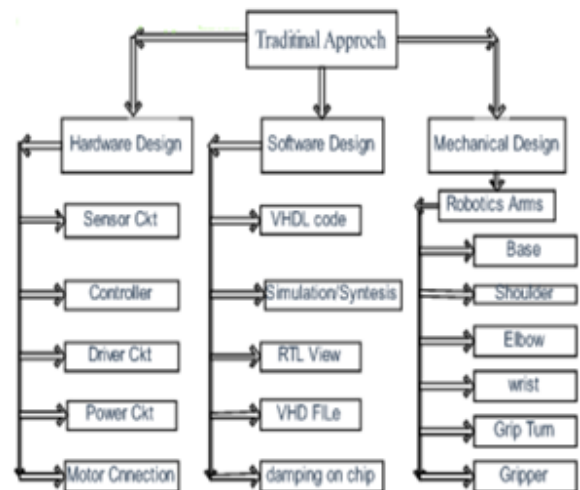 Traditinal Approch
Hardware Design
Software Design
Mechanical Design
Sensor Ckt
Controller
Driver Ckt
Power Ckt
Motor Cnnection
VHDL code
Simulation/Syntesis
RTL View
VHD FILe
damping on chip
Robotics Arms
Base
Shoulder
Elbow
wrist
Grip Turn
Gripper